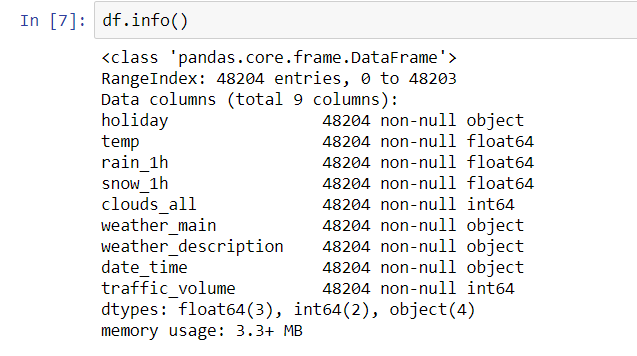 In [7]: df.info()
<class 'pandas.core.frame.DataFrame'>
RangeIndex: 48204 entries, 0 to 48203
Data columns (total 9 columns):
holiday                48204 non-null object
temp                   48204 non-null float64
rain_1h                48204 non-null float64
snow_1h                48204 non-null float64
clouds_all             48204 non-null int64
weather_main           48204 non-null object
weather_description    48204 non-null object
date_time              48204 non-null object
traffic_volume         48204 non-null int64
dtypes: float64(3), int64(2), object(4)
memory usage: 3.3+ MB